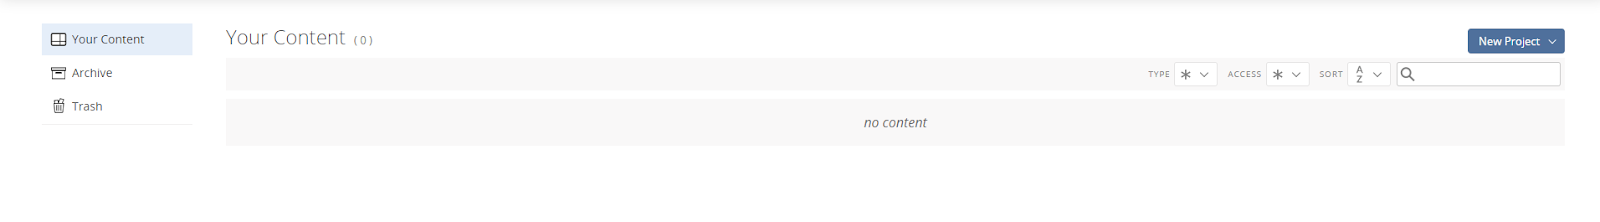 Your Content
Archive
Trash
Your Content (0)
New Project
TYPE * ACCESS * SORT A Z
no content